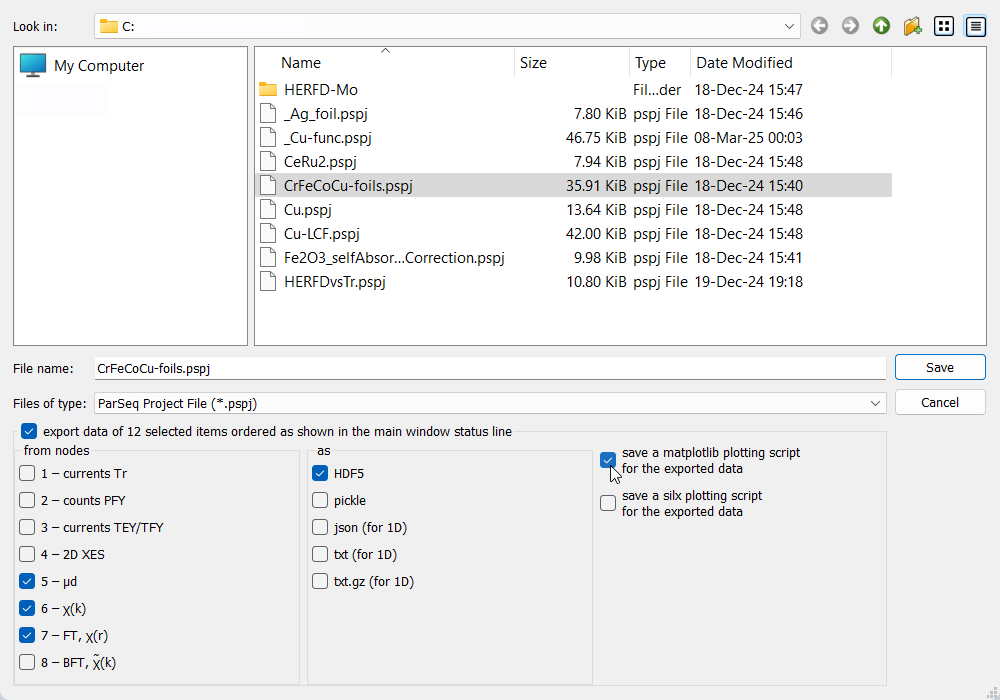 Look in: C:
My Computer
Name Size Type Date Modified
HERFD-Mo Fil...der 18-Dec-24 15:47
_Ag_foil.pspj 7.80 KiB pspj File 18-Dec-24 15:46
_Cu-func.pspj 46.75 KiB pspj File 08-Mar-25 00:03
CeRu2.pspj 7.94 KiB pspj File 18-Dec-24 15:48
CrFeCoCu-foils.pspj 35.91 KiB pspj File 18-Dec-24 15:40
Cu.pspj 13.64 KiB pspj File 18-Dec-24 15:48
Cu-LCF.pspj 42.00 KiB pspj File 18-Dec-24 15:48
Fe2O3_selfAbsor...Correction.pspj 9.98 KiB pspj File 18-Dec-24 15:41
HERFDvsTr.pspj 10.80 KiB pspj File 19-Dec-24 19:18
File name: CrFeCoCu-foils.pspj Save
Files of type: ParSeq Project File (*.pspj) Cancel
export data of 12 selected items ordered as shown in the main window status line
from nodes
1 – currents Tr
2 – counts PFY
3 – currents TEY/TFY
4 – 2D XES
5 – μd
6 – χ(k)
7 – FT, χ(r)
8 – BFT, χ̃(k)
as
HDF5
pickle
json (for 1D)
txt (for 1D)
txt.gz (for 1D)
save a matplotlib plotting script
for the exported data
save a silx plotting script
for the exported data